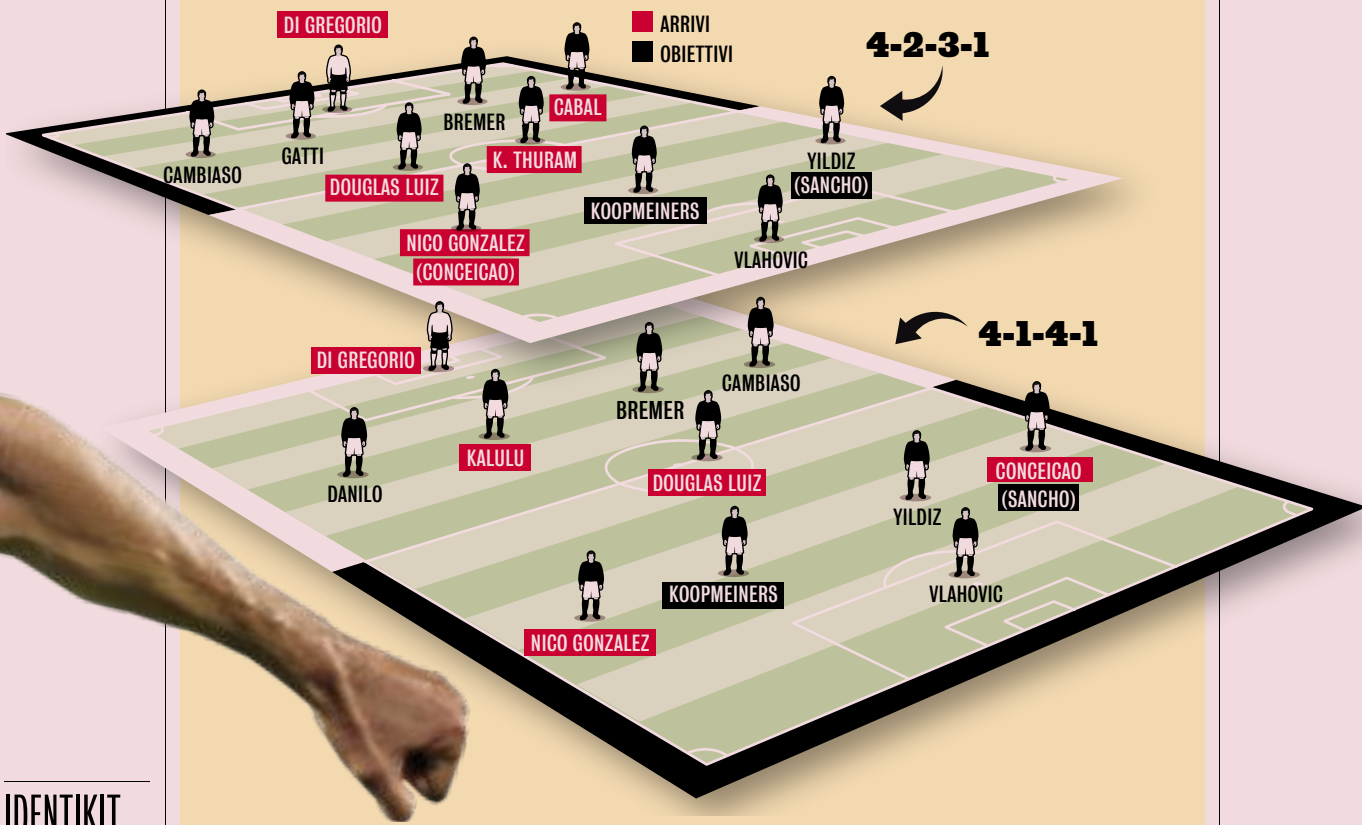 DI GREGORIO
ARRIVI
OBIETTIVI
4-2-3-1
CABAL
BREMER
K. THURAM
GATTI
CAMBIASO
DOUGLAS LUIZ
YILDIZ
(SANCHO)
KOOPMEINERS
NICO GONZALEZ
(CONCEICAO)
VLAHOVIC
4-1-4-1
DI GREGORIO
CAMBIASO
BREMER
KALULU
DANILO
DOUGLAS LUIZ
CONCEICAO
(SANCHO)
YILDIZ
KOOPMEINERS
VLAHOVIC
NICO GONZALEZ
IDENTIKIT